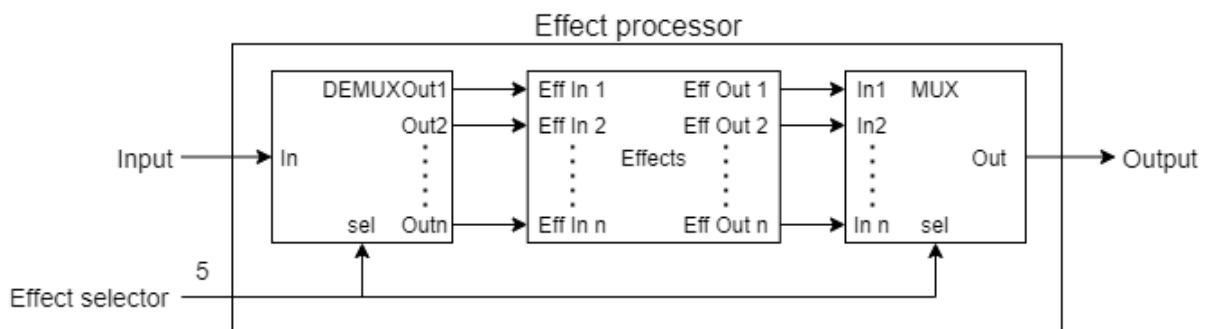 Effect processor
DEMUX Out1 Eff In 1 Eff Out 1 In1 MUX
Out2 Eff In 2 Eff Out 2 In2
Input In Effects Out Output
sel Outn Eff In n Eff Out n In n sel
5
Effect selector